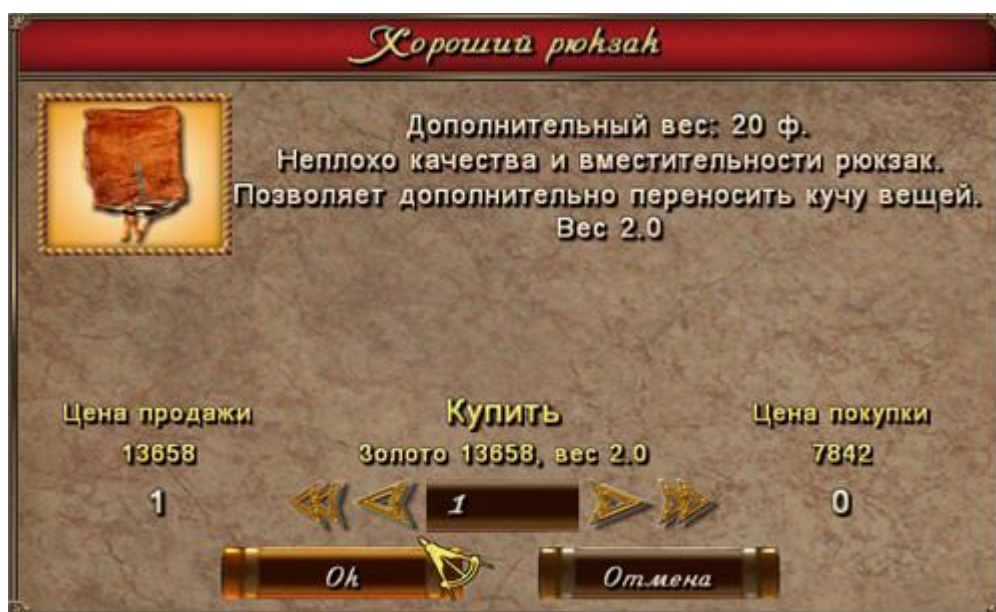 Хороший рюкзак
Дополнительный вес: 20 ф.
Неплохо качества и вместительности рюкзак.
Позволяет дополнительно переносить кучу вещей.
Вес 2.0
Цена продажи
Купить
Цена покупки
13658
Золото 13658, вес 2.0
7842
1
1
0
Ok
Отмена